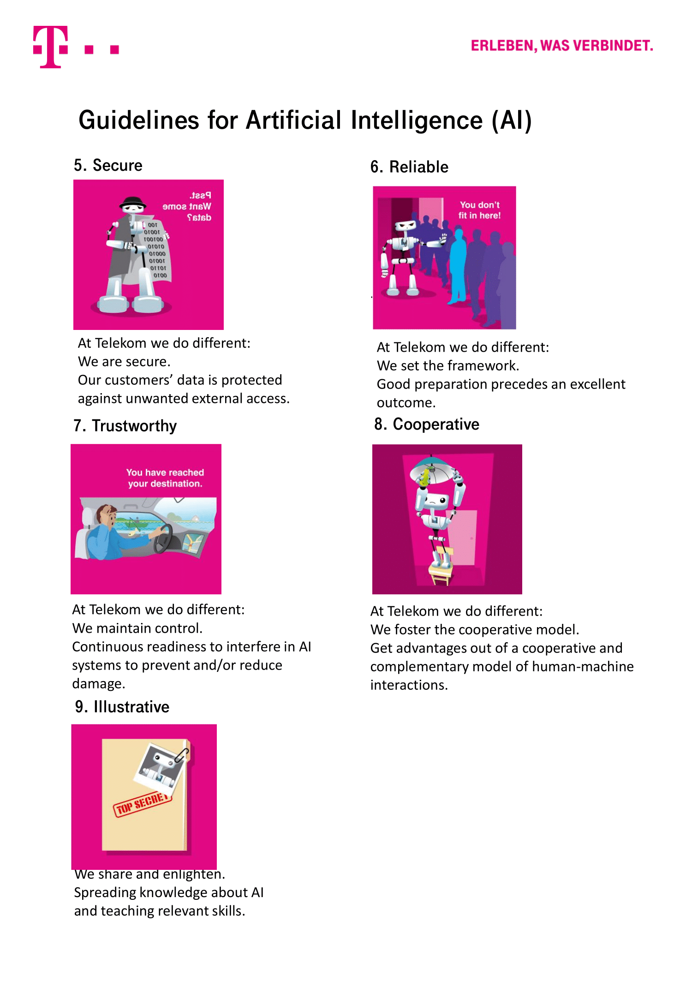 T
ERLEBEN, WAS VERBINDET.
Guidelines for Artificial Intelligence (AI)
5. Secure
Psst.
Want some
data?
001
10010
001001
01010
01000
01001
10110
0100
At Telekom we do different:
We are secure.
Our customers’ data is protected
against unwanted external access.
6. Reliable
You don’t
fit in here!
.
At Telekom we do different:
We set the framework.
Good preparation precedes an excellent
outcome.
7. Trustworthy
You have reached
your destination.
At Telekom we do different:
We maintain control.
Continuous readiness to interfere in AI
systems to prevent and/or reduce
damage.
8. Cooperative
At Telekom we do different:
We foster the cooperative model.
Get advantages out of a cooperative and
complementary model of human-machine
interactions.
9. Illustrative
TOP SECRET
We share and enlighten.
Spreading knowledge about AI
and teaching relevant skills.